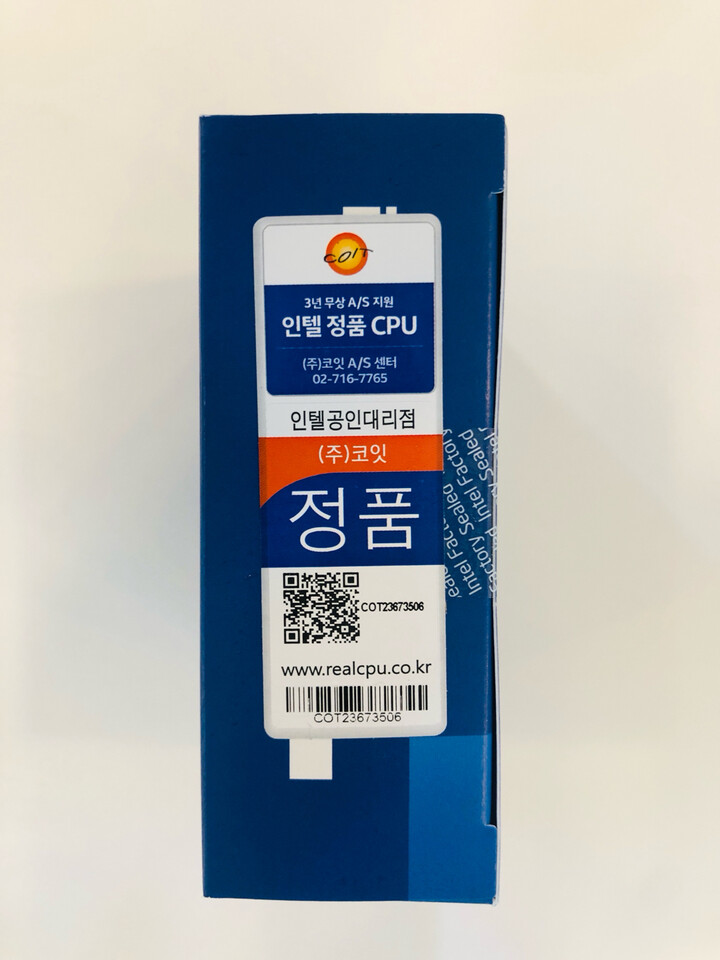 COIT
3년 무상 A/S 지원
인텔 정품 CPU
(주)코잇 A/S 센터
02-716-7765
인텔공인대리점
(주)코잇
정품
COT23673506
www.realcpu.co.kr
COT23673506
Intel Factory Sealed
Intel Factory Sealed